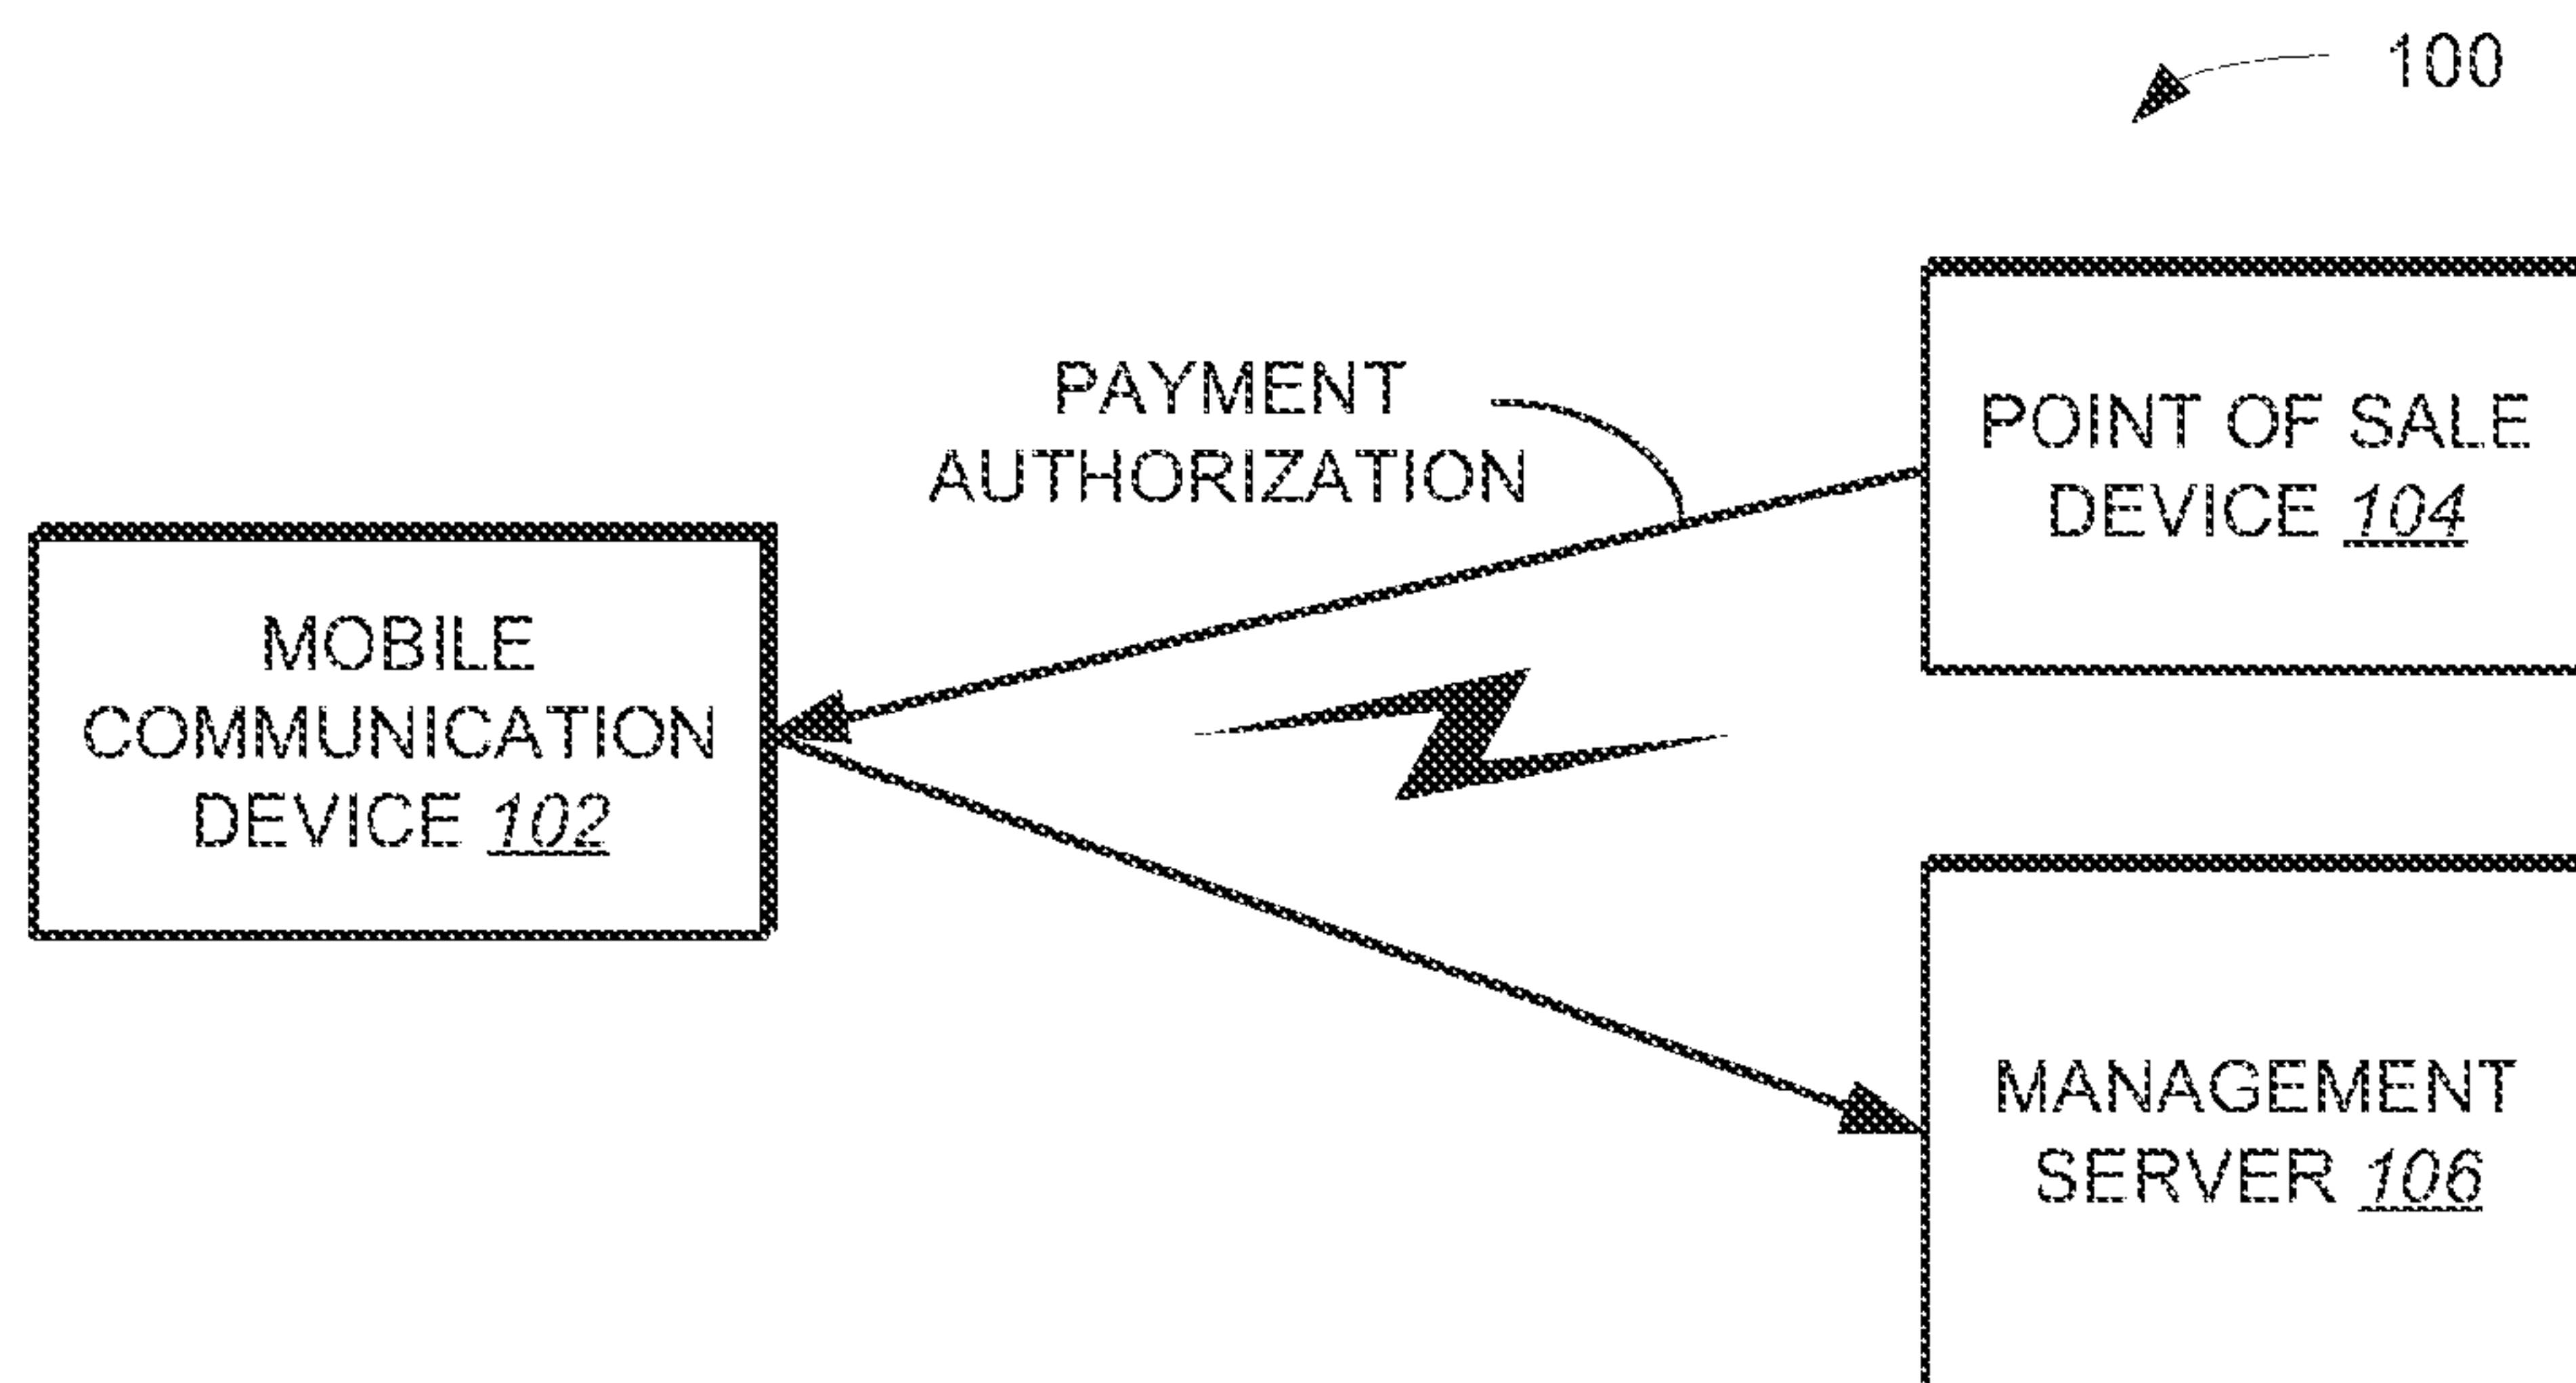 100
PAYMENT
AUTHORIZATION
POINT OF SALE
DEVICE 104
MOBILE
COMMUNICATION
DEVICE 102
MANAGEMENT
SERVER 106